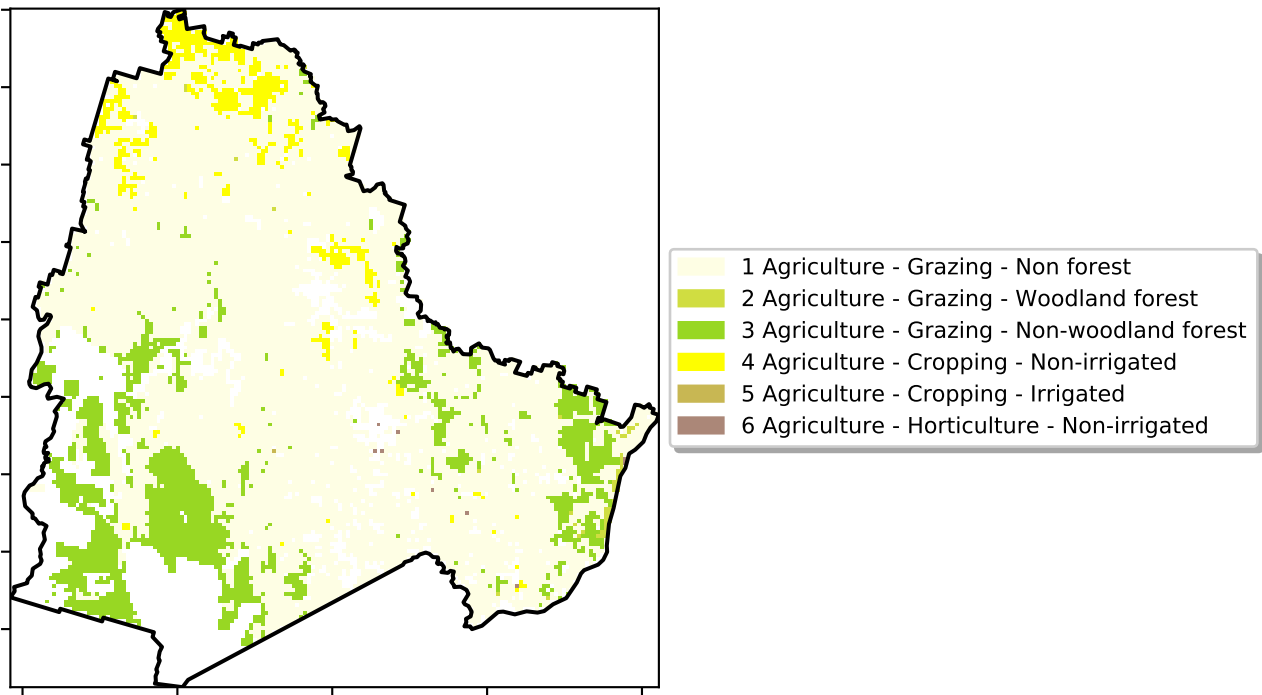 1 Agriculture - Grazing - Non forest
2 Agriculture - Grazing - Woodland forest
3 Agriculture - Grazing - Non-woodland forest
4 Agriculture - Cropping - Non-irrigated
5 Agriculture - Cropping - Irrigated
6 Agriculture - Horticulture - Non-irrigated